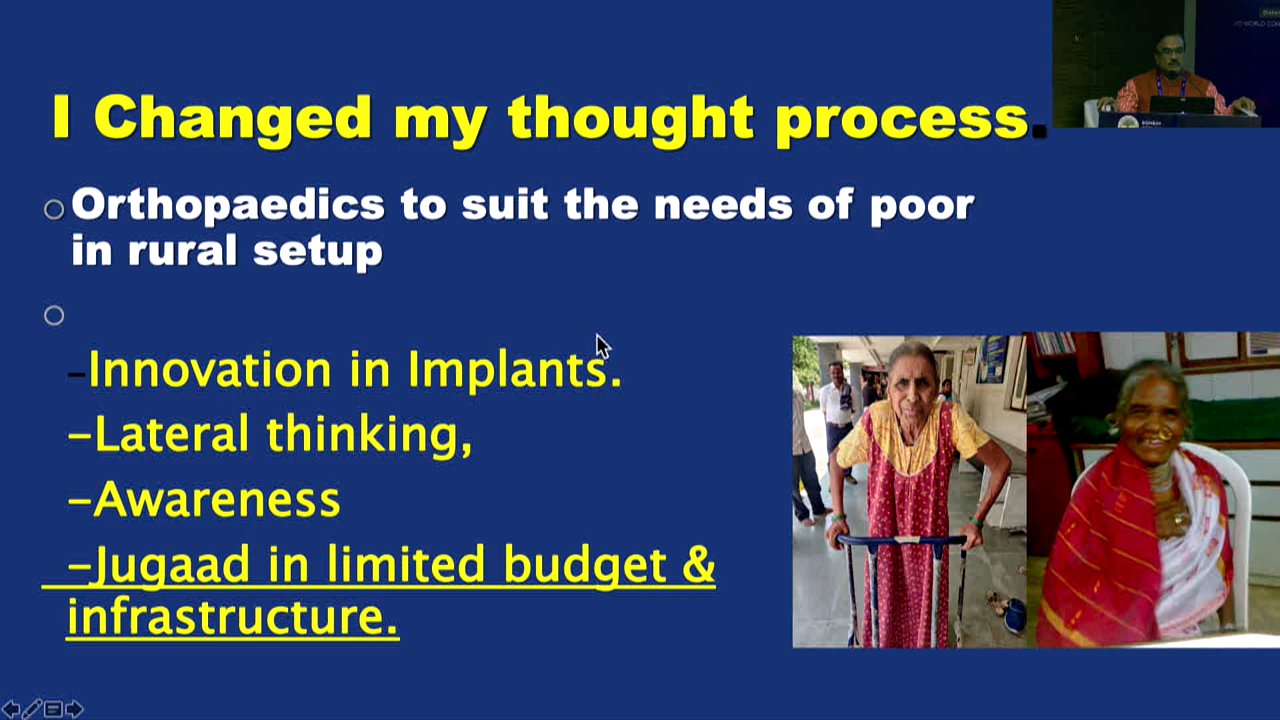 I Changed my thought process.
Orthopaedics to suit the needs of poor
in rural setup
-Innovation in Implants.
-Lateral thinking,
-Awareness
-Jugaad in limited budget &
infrastructure.